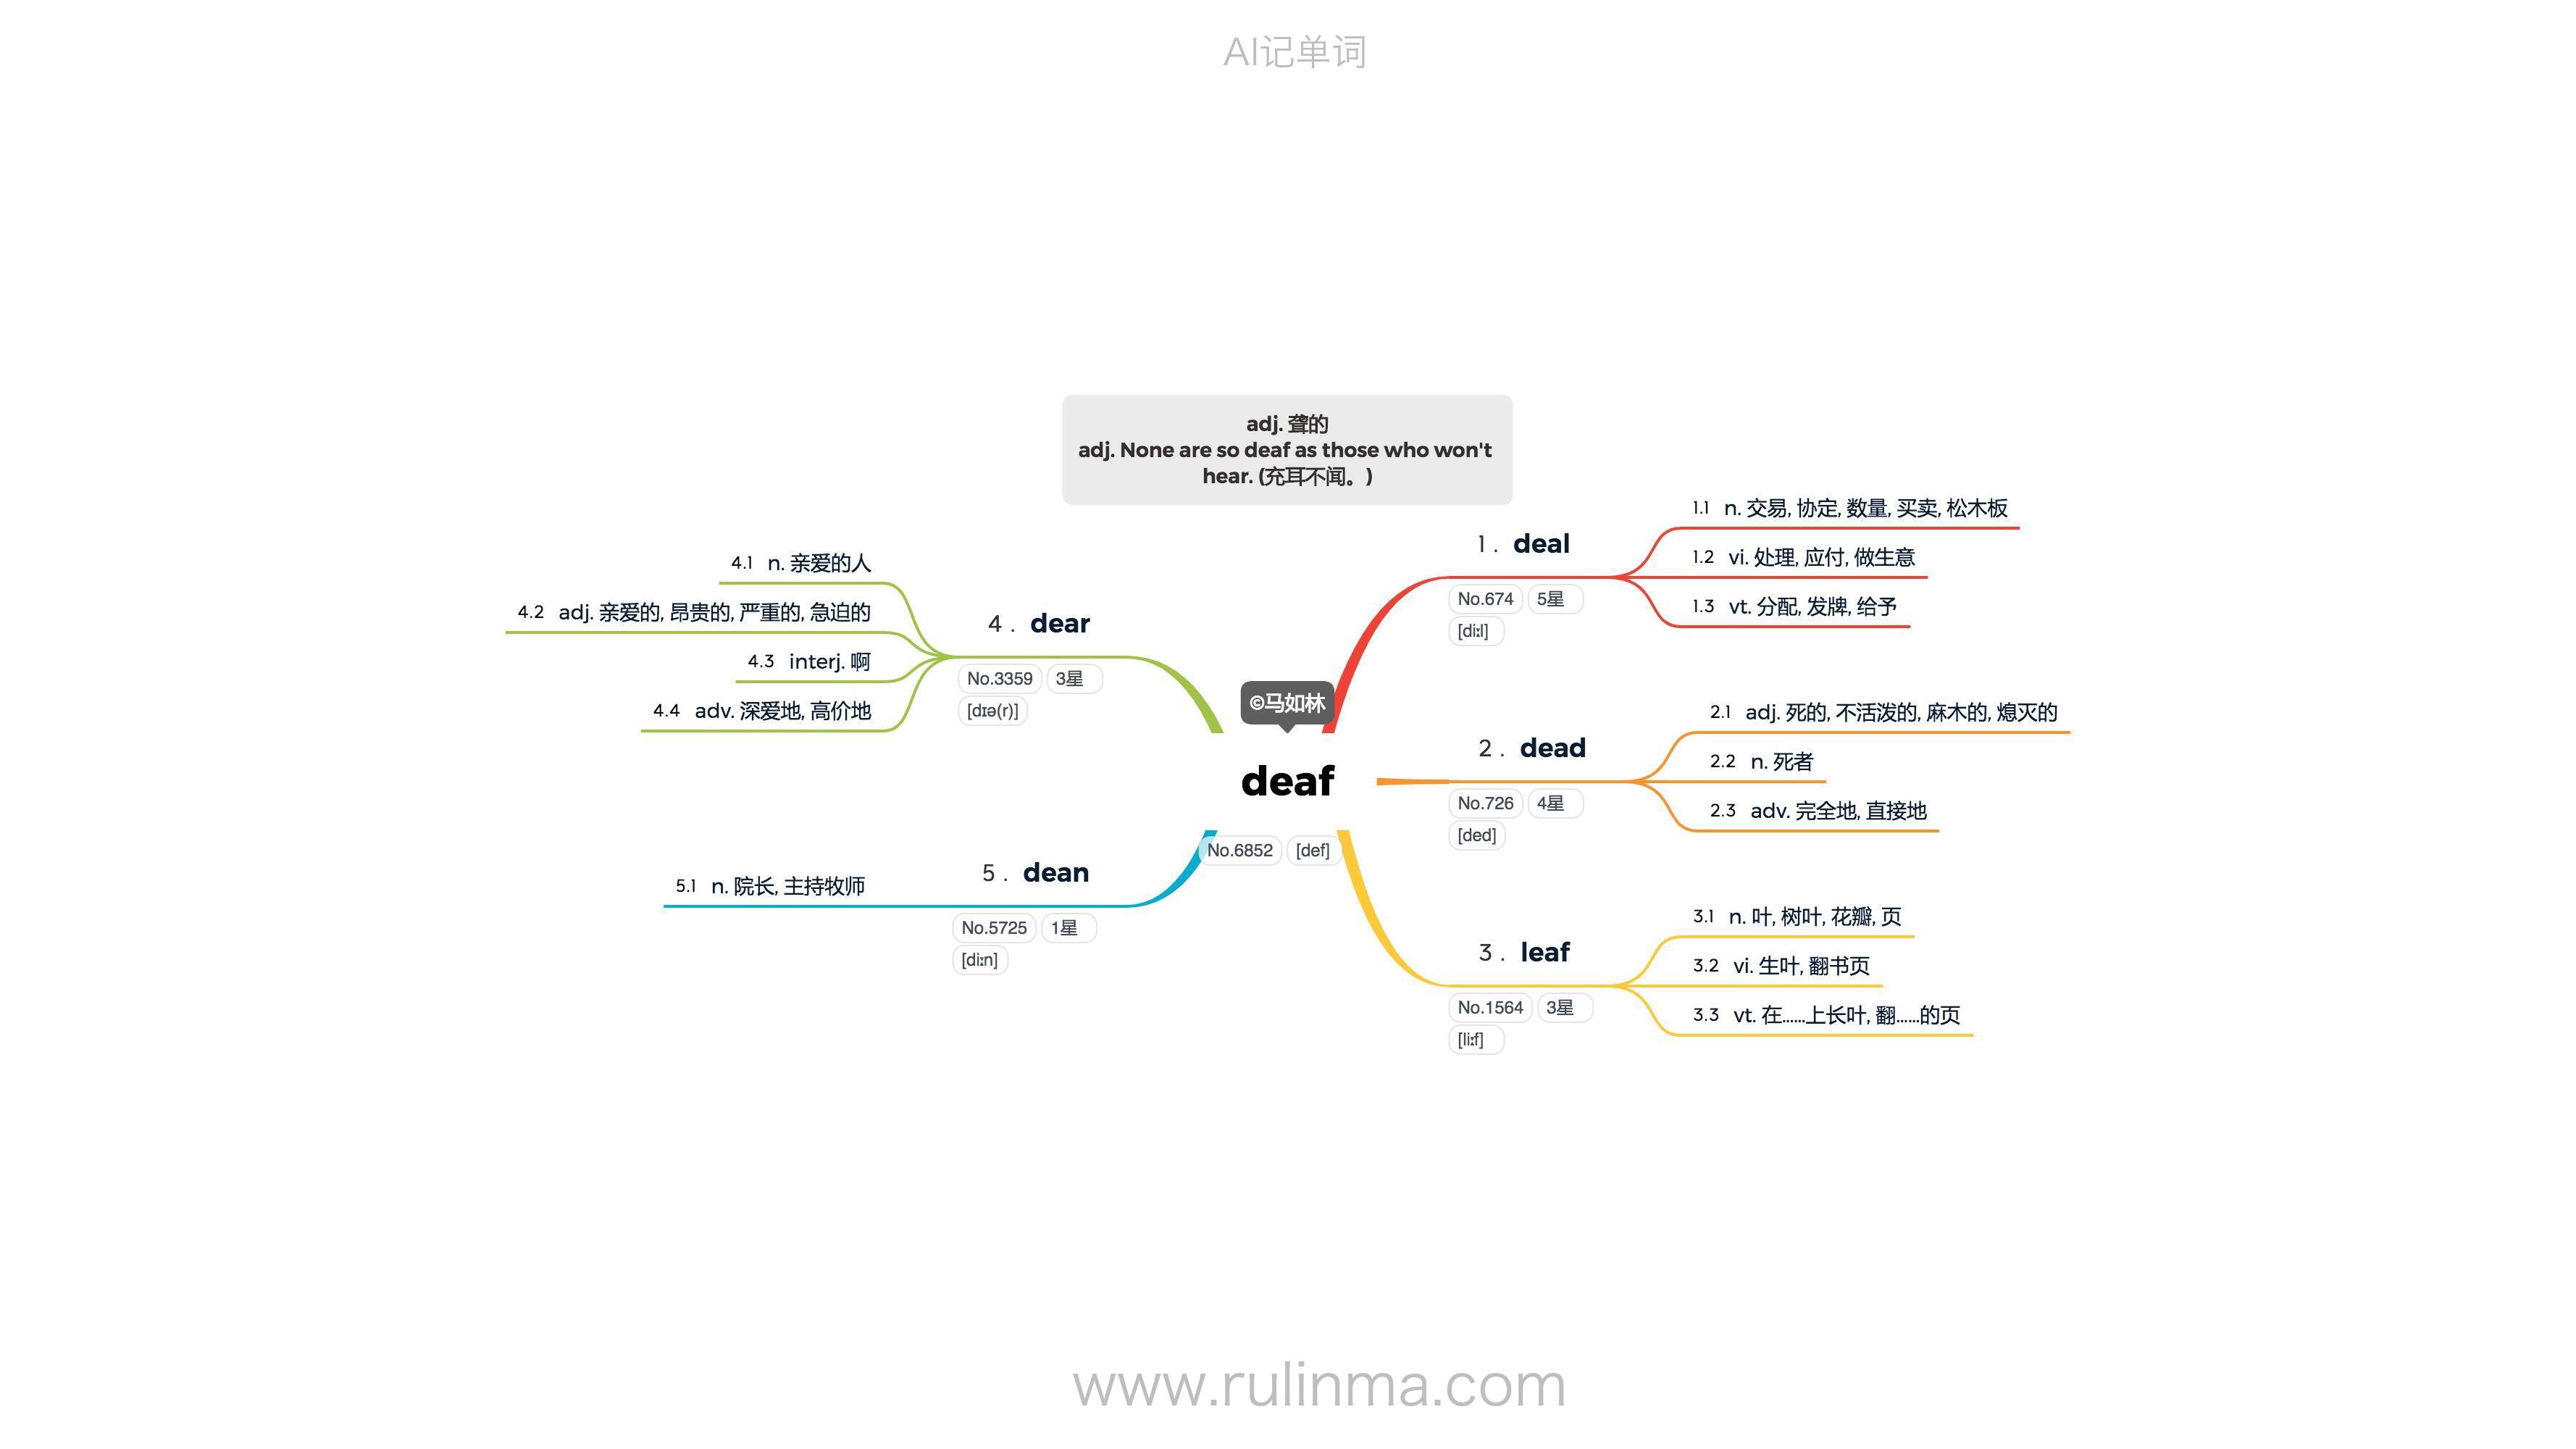 AI记单词
adj. 聋的
adj. None are so deaf as those who won't
hear. (充耳不闻。)
©马如林
deaf
No.6852 [def]
1 . deal
No.674 5星
[diːl]
1.1 n. 交易, 协定, 数量, 买卖, 松木板
1.2 vi. 处理, 应付, 做生意
1.3 vt. 分配, 发牌, 给予
2 . dead
No.726 4星
[ded]
2.1 adj. 死的, 不活泼的, 麻木的, 熄灭的
2.2 n. 死者
2.3 adv. 完全地, 直接地
3 . leaf
No.1564 3星
[liːf]
3.1 n. 叶, 树叶, 花瓣, 页
3.2 vi. 生叶, 翻书页
3.3 vt. 在......上长叶, 翻......的页
4 . dear
No.3359 3星
[dɪə(r)]
4.1 n. 亲爱的人
4.2 adj. 亲爱的, 昂贵的, 严重的, 急迫的
4.3 interj. 啊
4.4 adv. 深爱地, 高价地
5 . dean
No.5725 1星
[diːn]
5.1 n. 院长, 主持牧师
www.rulinma.com